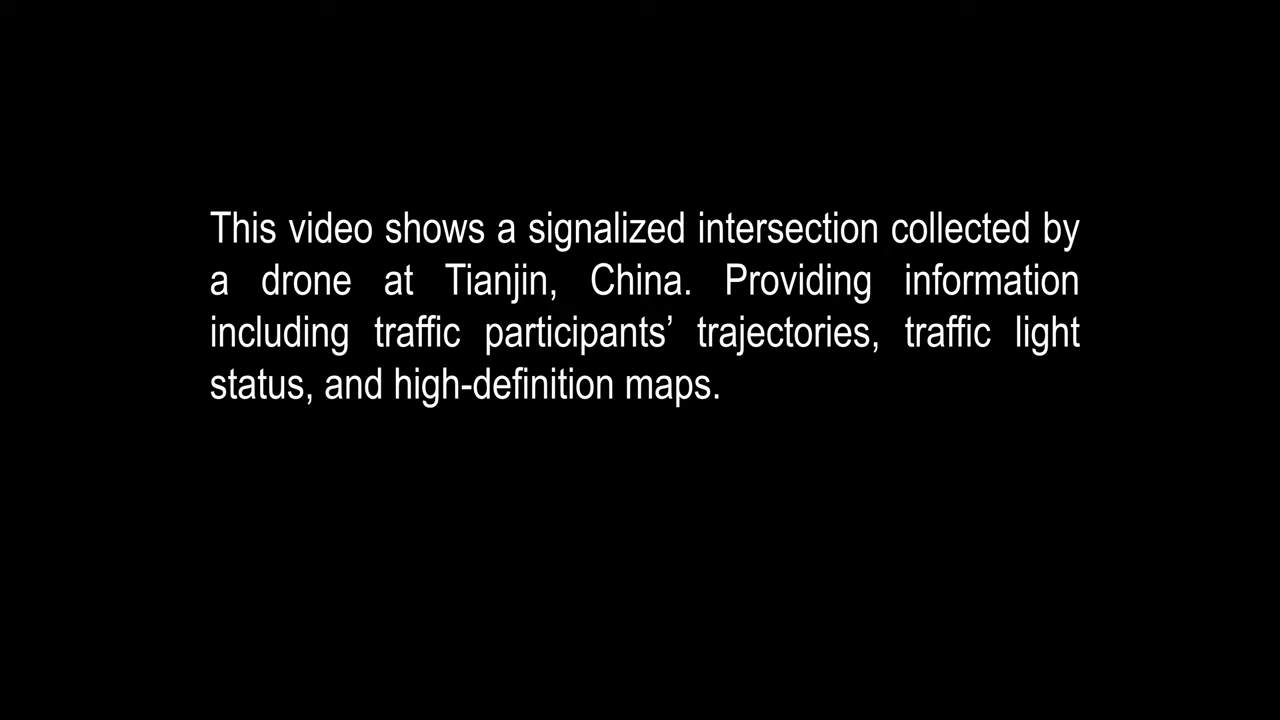 This video shows a signalized intersection collected by
a drone at Tianjin, China. Providing information
including traffic participants’ trajectories, traffic light
status, and high-definition maps.